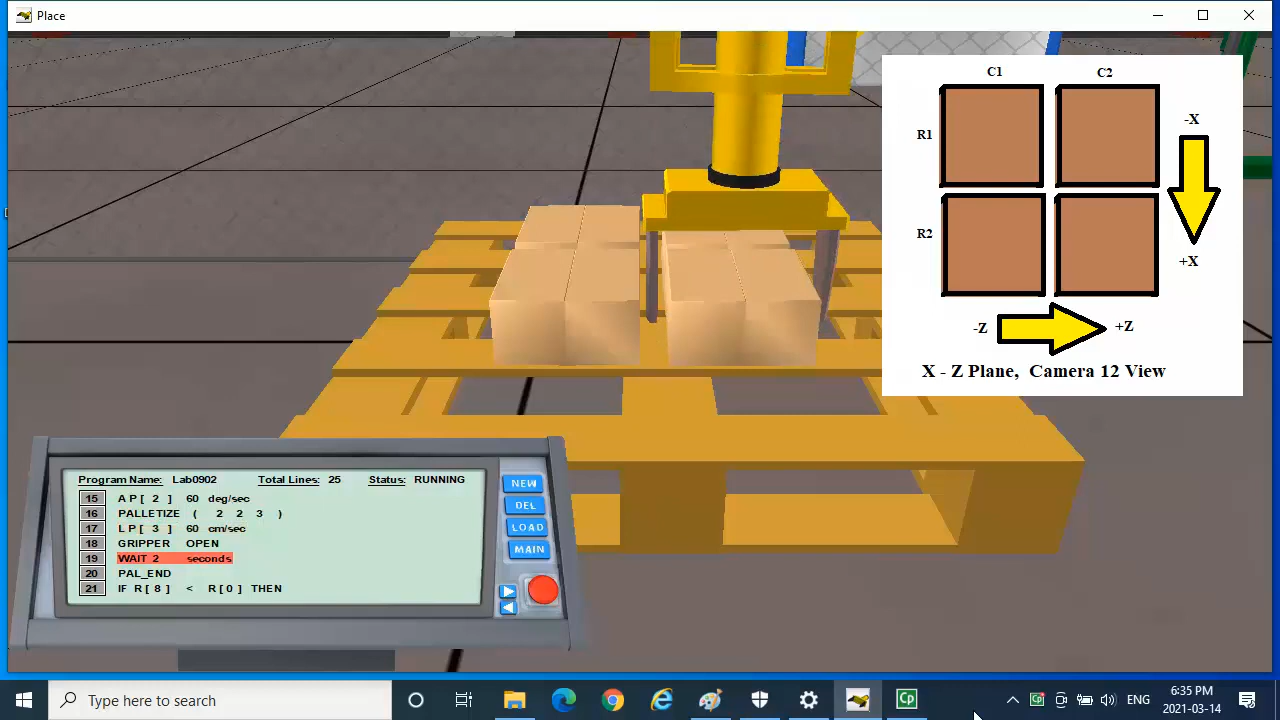 Place
C1 C2
R1
-X
R2
+X
-Z +Z
X - Z Plane, Camera 12 View
Program Name: Lab0902 Total Lines: 25 Status: RUNNING
15 A P [ 2 ] 60 deg/sec
16 PALLETIZE ( 2 2 3 )
17 L P [ 3 ] 60 cm/sec
18 GRIPPER OPEN
19 WAIT 2 seconds
20 PAL_END
21 IF R [ 8 ] < R [ 0 ] THEN
NEW
DEL
LOAD
MAIN
Type here to search
Cp
ENG
6:35 PM
2021-03-14